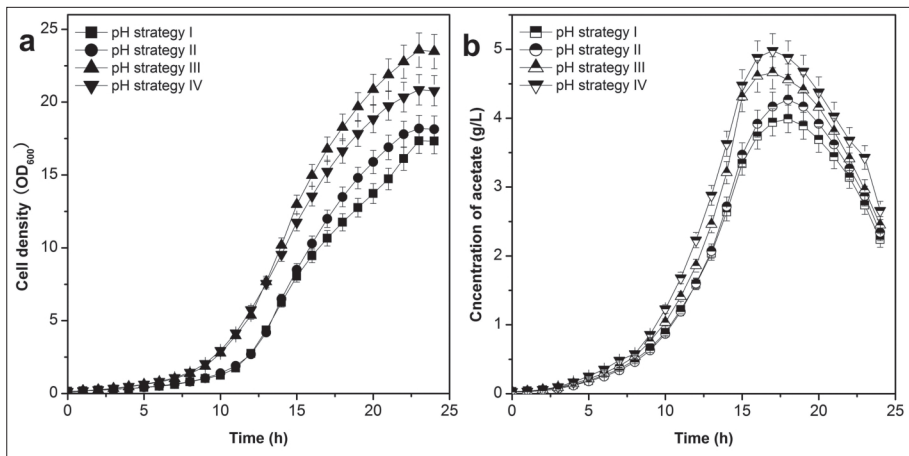 a
pH strategy I
pH strategy II
pH strategy III
pH strategy IV
Cell density (OD600)
25
20
15
10
5
0
0 5 10 15 20 25
Time (h)
b
pH strategy I
pH strategy II
pH strategy III
pH strategy IV
Cncentration of acetate (g/L)
5
4
3
2
1
0
0 5 10 15 20 25
Time (h)